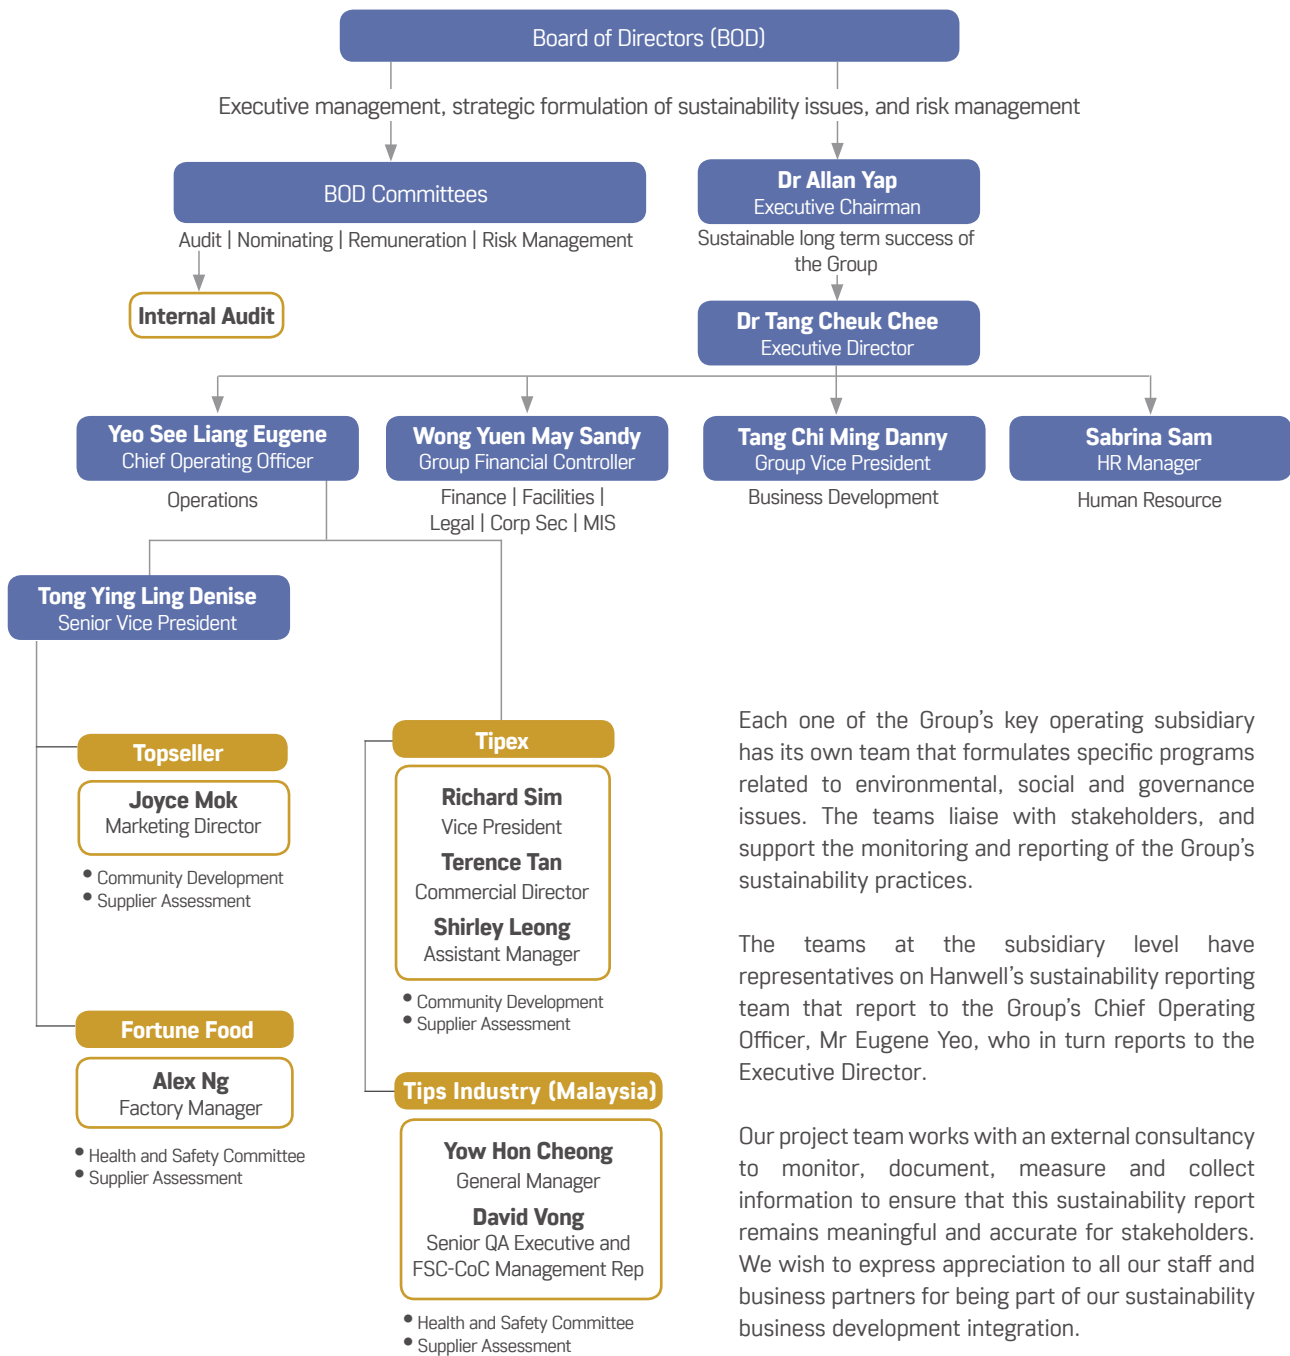 Board of Directors (BOD)
Executive management, strategic formulation of sustainability issues, and risk management
BOD Committees
Audit | Nominating | Remuneration | Risk Management
Internal Audit
Dr Allan Yap
Executive Chairman
Sustainable long term success of
the Group
Dr Tang Cheuk Chee
Executive Director
Yeo See Liang Eugene
Chief Operating Officer
Operations
Wong Yuen May Sandy
Group Financial Controller
Finance | Facilities |
Legal | Corp Sec | MIS
Tang Chi Ming Danny
Group Vice President
Business Development
Sabrina Sam
HR Manager
Human Resource
Tong Ying Ling Denise
Senior Vice President
Topseller
Joyce Mok
Marketing Director
• Community Development
• Supplier Assessment
Fortune Food
Alex Ng
Factory Manager
• Health and Safety Committee
• Supplier Assessment
Tipex
Richard Sim
Vice President
Terence Tan
Commercial Director
Shirley Leong
Assistant Manager
• Community Development
• Supplier Assessment
Tips Industry (Malaysia)
Yow Hon Cheong
General Manager
David Vong
Senior QA Executive and
FSC-CoC Management Rep
• Health and Safety Committee
• Supplier Assessment
Each one of the Group's key operating subsidiary
has its own team that formulates specific programs
related to environmental, social and governance
issues. The teams liaise with stakeholders, and
support the monitoring and reporting of the Group's
sustainability practices.
The teams at the subsidiary level have
representatives on Hanwell's sustainability reporting
team that report to the Group's Chief Operating
Officer, Mr Eugene Yeo, who in turn reports to the
Executive Director.
Our project team works with an external consultancy
to monitor, document, measure and collect
information to ensure that this sustainability report
remains meaningful and accurate for stakeholders.
We wish to express appreciation to all our staff and
business partners for being part of our sustainability
business development integration.